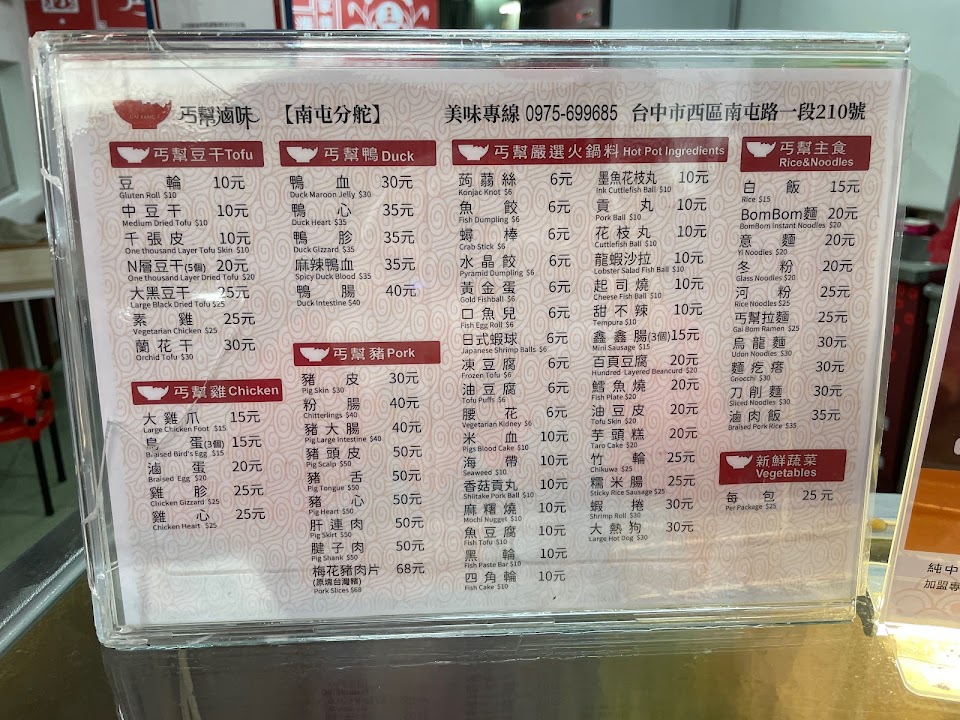 丐幫滷味 【南屯分舵】 美味專線 0975-699685 台中市西區南屯路一段210號
丐幫豆干 Tofu
豆輪 10元
Gluten Roll $10
中豆干 10元
Medium Dried Tofu $10
千張皮 10元
One thousand Layer Tofu Skin $10
N層豆干(5個) 20元
One thousand Layer Dried Tofu $20
大黑豆干 25元
Large Black Dried Tofu $25
素雞 25元
Vegetarian Chicken $25
蘭花干 30元
Orchid Tofu $30
丐幫雞 Chicken
大雞爪 15元
Large Chicken Foot $15
鳥蛋(3個) 15元
Braised Bird's Egg $15
滷蛋 20元
Braised Egg $20
雞胗 25元
Chicken Gizzard $25
雞心 25元
Chicken Heart $25
丐幫鴨 Duck
鴨血 30元
Duck Maroon Jelly $30
鴨心 35元
Duck Heart $35
鴨胗 35元
Duck Gizzard $35
麻辣鴨血 35元
Spicy Duck Blood $35
鴨腸 40元
Duck Intestine $40
丐幫豬 Pork
豬皮 30元
Pig Skin $30
粉腸 40元
Chitterlings $40
豬大腸 40元
Pig Large Intestine $40
豬頭皮 50元
Pig Scalp $50
豬舌 50元
Pig Tongue $50
豬心 50元
Pig Heart $50
肝連肉 50元
Pig Skirt $50
腱子肉 50元
Pig Shank $50
梅花豬肉片 68元
(原塊台灣豬)
Pork Slices $68
丐幫嚴選火鍋料 Hot Pot Ingredients
蒟蒻絲 6元
Konjac Knot $6
魚餃 6元
Fish Dumpling $6
蟳棒 6元
Crab Stick $6
水晶餃 6元
Pyramid Dumpling $6
黃金蛋 6元
Gold Fishball $6
口魚兒 6元
Fish Egg Roll $6
日式蝦球 6元
Japanese Shrimp Balls $6
凍豆腐 6元
Frozen Tofu $6
油豆腐 6元
Tofu Puffs $6
腰花 6元
Vegetarian Kidney $6
米血 10元
Pigs Blood Cake $10
海帶 10元
Seaweed $10
香菇貢丸 10元
Shiitake Pork Ball $10
麻糬燒 10元
Mochi Nugget $10
魚豆腐 10元
Fish Tofu $10
黑輪 10元
Fish Paste Bar $10
四角輪 10元
Fish Cake $10
墨魚花枝丸 10元
Ink Cuttlefish Ball $10
貢丸 10元
Pork Ball $10
花枝丸 10元
Cuttlefish Ball $10
龍蝦沙拉 10元
Lobster Salad Fish Ball $10
起司燒 10元
Cheese Fish Ball $10
甜不辣 10元
Tempura $10
鑫鑫腸(3個) 15元
Mini Sausage $15
百頁豆腐 20元
Hundred Layered Beancurd $20
鱈魚燒 20元
Fish Plate $20
油豆皮 20元
Tofu Skin $20
芋頭糕 20元
Taro Cake $20
竹輪 25元
Chikuwa $25
糯米腸 25元
Sticky Rice Sausage $25
蝦捲 30元
Shrimp Roll $30
大熱狗 30元
Large Hot Dog $30
丐幫主食
Rice&Noodles
白飯 15元
Rice $15
BomBom麵 20元
BomBom Instant Noodles $20
意麵 20元
Yi Noodles $20
冬粉 20元
Glass Noodles $20
河粉 25元
Rice Noodles $25
丐幫拉麵 25元
Gai Bom Ramen $25
烏龍麵 30元
Udon Noodles $30
麵疙瘩 30元
Gnocchi $30
刀削麵 30元
Sliced Noodles $30
滷肉飯 35元
Braised Pork Rice $35
新鮮蔬菜
Vegetables
每包 25元
Per Package $25
純中
加盟專